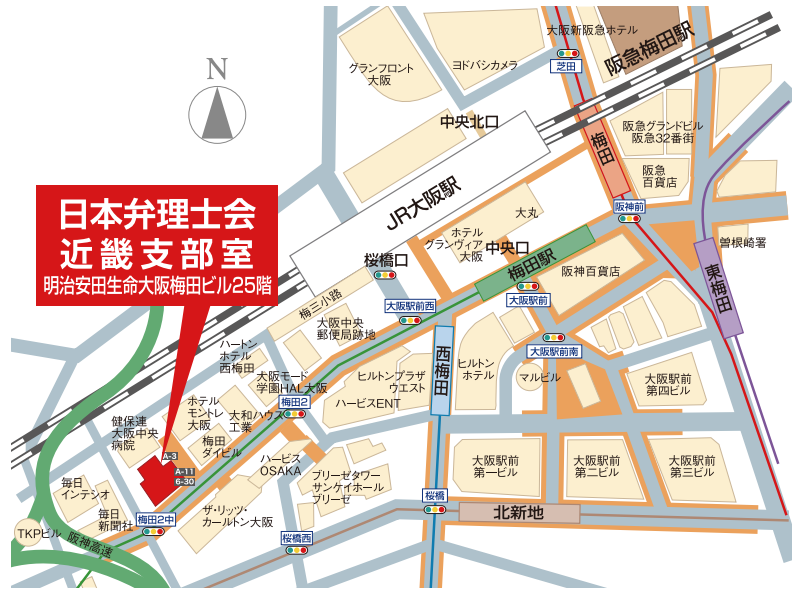 大阪新阪急ホテル
阪急梅田駅
芝田
グランフロント
大阪
ヨドバシカメラ
N
中央北口
梅田
阪急グランドビル
阪急32番街
阪急
百貨店
JR大阪駅
大丸
阪神前
日本弁理士会
近畿支部室
明治安田生命大阪梅田ビル25階
ホテル
グランヴィア
大阪
中央口
曽根崎署
桜橋口
梅田駅
阪神百貨店
東梅田
梅三小路
大阪駅前西
大阪駅前
大阪中央
郵便局跡地
大阪駅前南
ハートン
ホテル
西梅田
西梅田
ヒルトンプラザ
ウエスト
ヒルトン
ホテル
マルビル
大阪モード
学園HAL大阪
大阪駅前
第四ビル
ホテル
モントレ
大阪
梅田2
ハービスENT
大和ハウス
工業
健保連
大阪中央
病院
梅田
ダイビル
A-3
A-11
6-30
ハービス
OSAKA
ブリーゼタワー
サンケイホール
ブリーゼ
大阪駅前
第一ビル
大阪駅前
第二ビル
大阪駅前
第三ビル
毎日
インテシオ
毎日
新聞社
梅田2中
ザ・リッツ・
カールトン大阪
桜橋
北新地
TKPビル
阪神高速
桜橋西